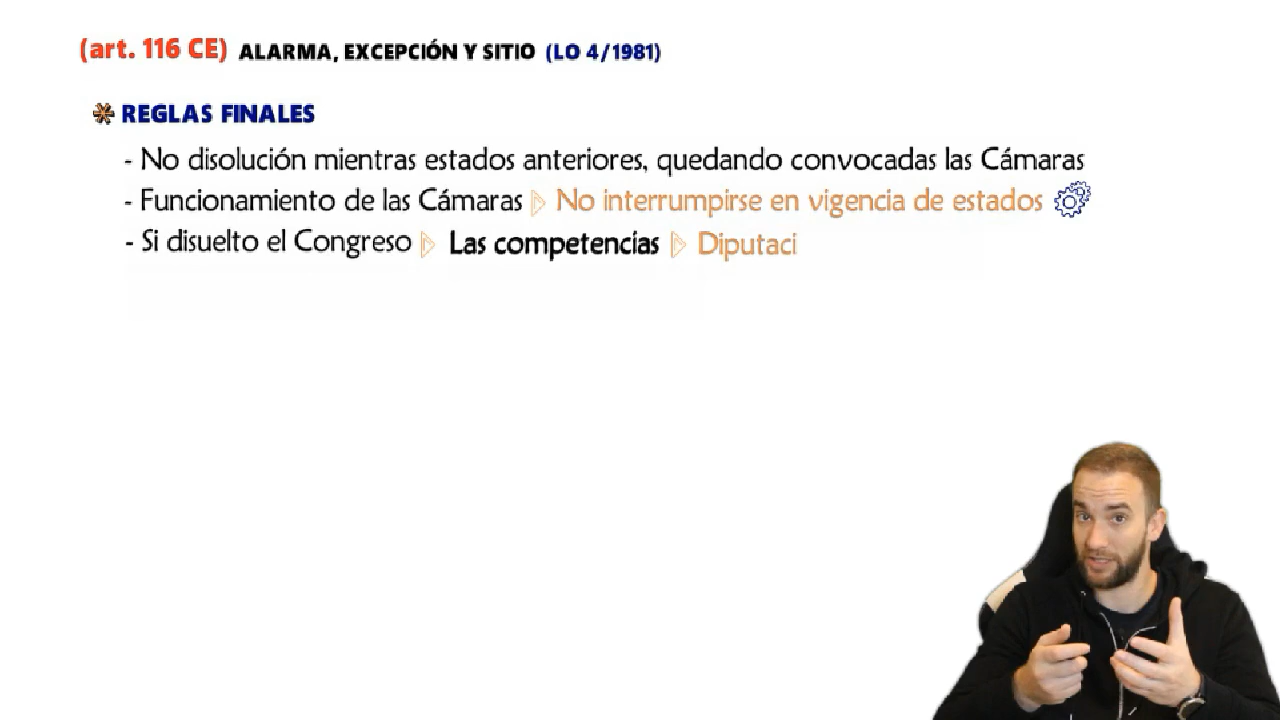 (art. 116 CE) ALARMA, EXCEPCIÓN Y SITIO (LO 4/1981)
REGLAS FINALES
- No disolución mientras estados anteriores, quedando convocadas las Cámaras
- Funcionamiento de las Cámaras No interrumpirse en vigencia de estados
- Si disuelto el Congreso Las competencias Diputaci